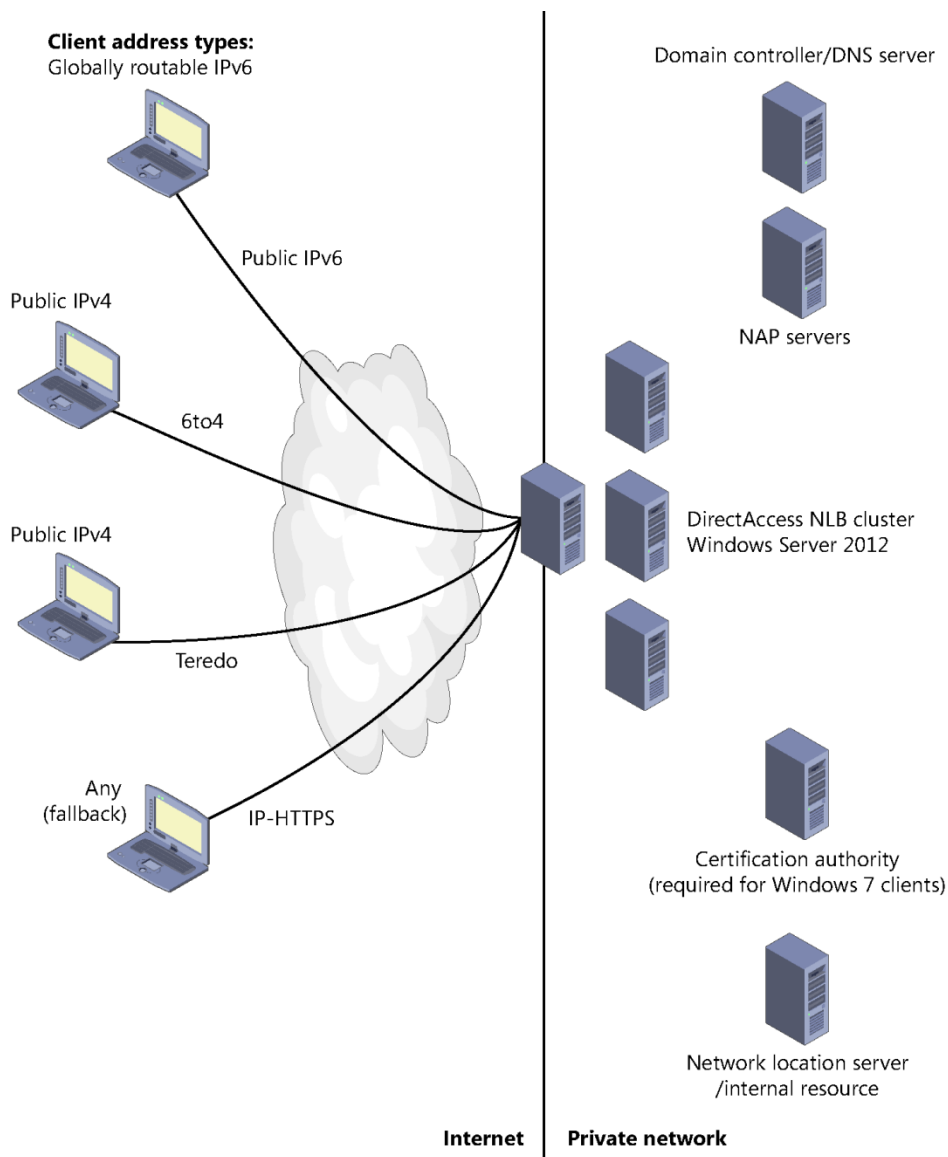 Client address types:
Globally routable IPv6
Domain controller/DNS server
Public IPv6
Public IPv4
NAP servers
6to4
DirectAccess NLB cluster
Windows Server 2012
Public IPv4
Teredo
Any
(fallback)
IP-HTTPS
Certification authority
(required for Windows 7 clients)
Network location server
/internal resource
Internet
Private network